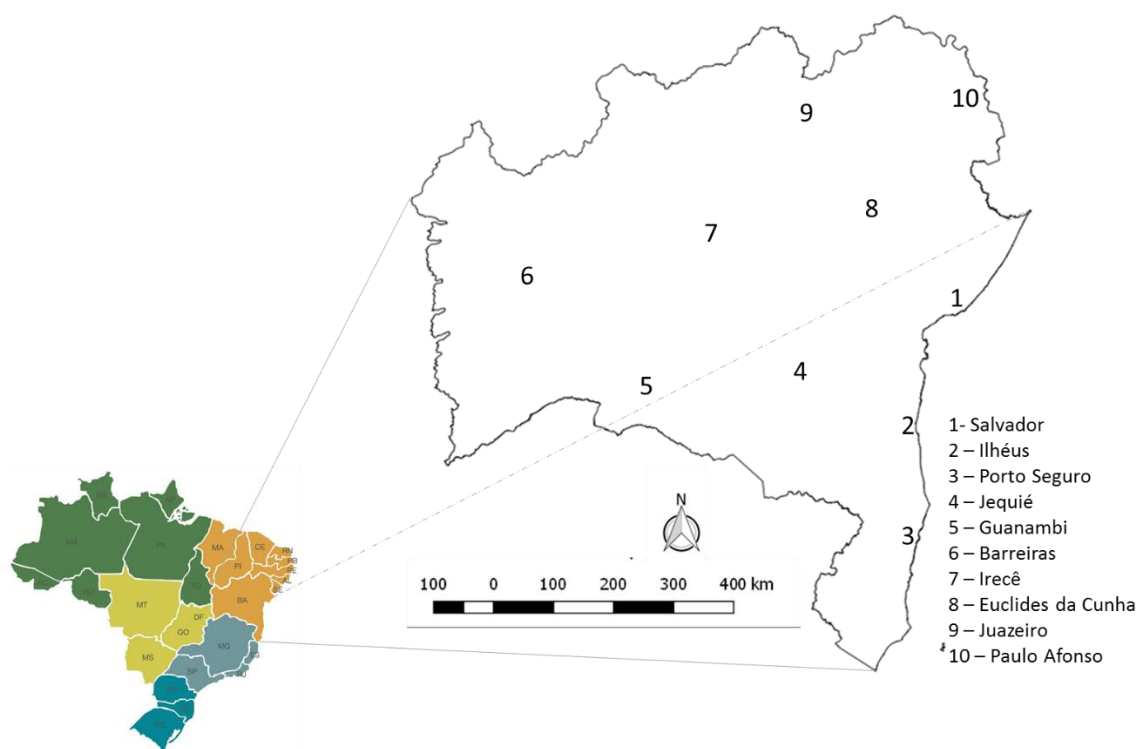 10
9
8
7
6
1
4
5
2
3
1- Salvador
2 – Ilhéus
3 – Porto Seguro
4 – Jequié
5 – Guanambi
6 – Barreiras
7 – Irecê
8 – Euclides da Cunha
9 – Juazeiro
10 – Paulo Afonso
N
100 0 100 200 300 400 km
AM
PA
MA
CE
RN
PB
PE
PI
AL
SE
TO
BA
MT
DF
GO
MG
MS
ES
SP
RJ